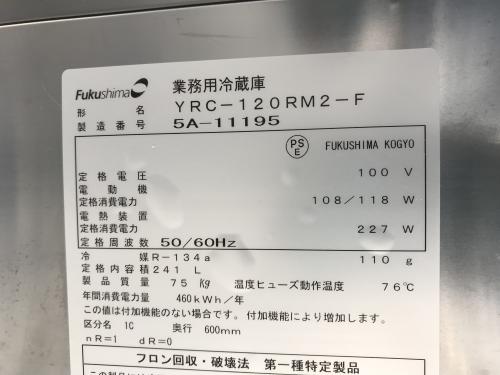 Fukushima
業務用冷蔵庫
形名 YRC-120RM2-F
製造番号 5A-11195
PS E FUKUSHIMA KOGYO
定格電圧 100 V
電動機
定格消費電力 108/118 W
電熱装置
定格消費電力 227 W
定格周波数 50/60Hz
冷媒 R-134a 110 g
定格内容積 241 L
製品質量 75 kg 温度ヒューズ動作温度 76℃
年間消費電力量 460kWh/年
この値は付加機能のない場合です。付加機能により増加します。
区分名 1C 奥行 600mm
nR=1 dR=0
フロン回収・破壊法 第一種特定製品